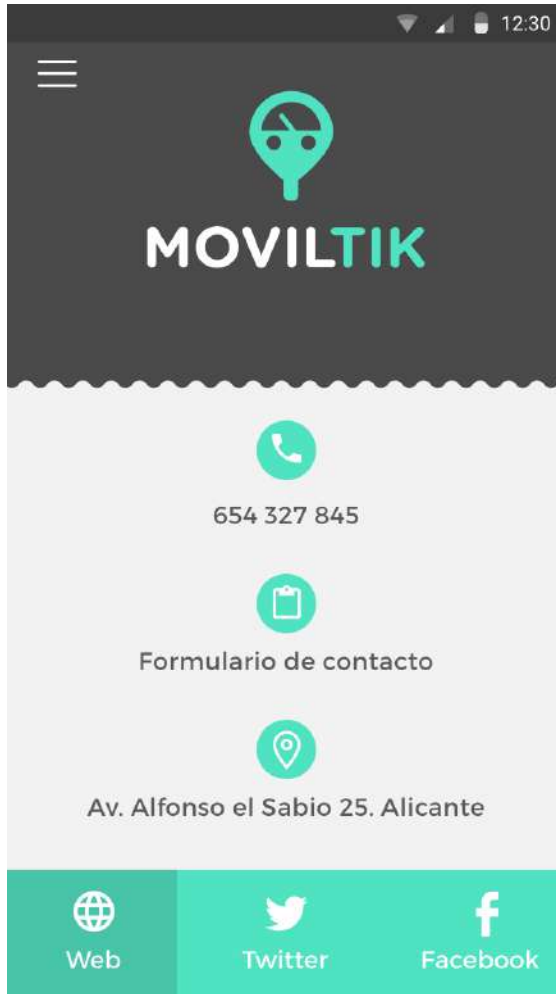 12:30
MOVILTIK
654 327 845
Formulario de contacto
Av. Alfonso el Sabio 25. Alicante
Web Twitter Facebook